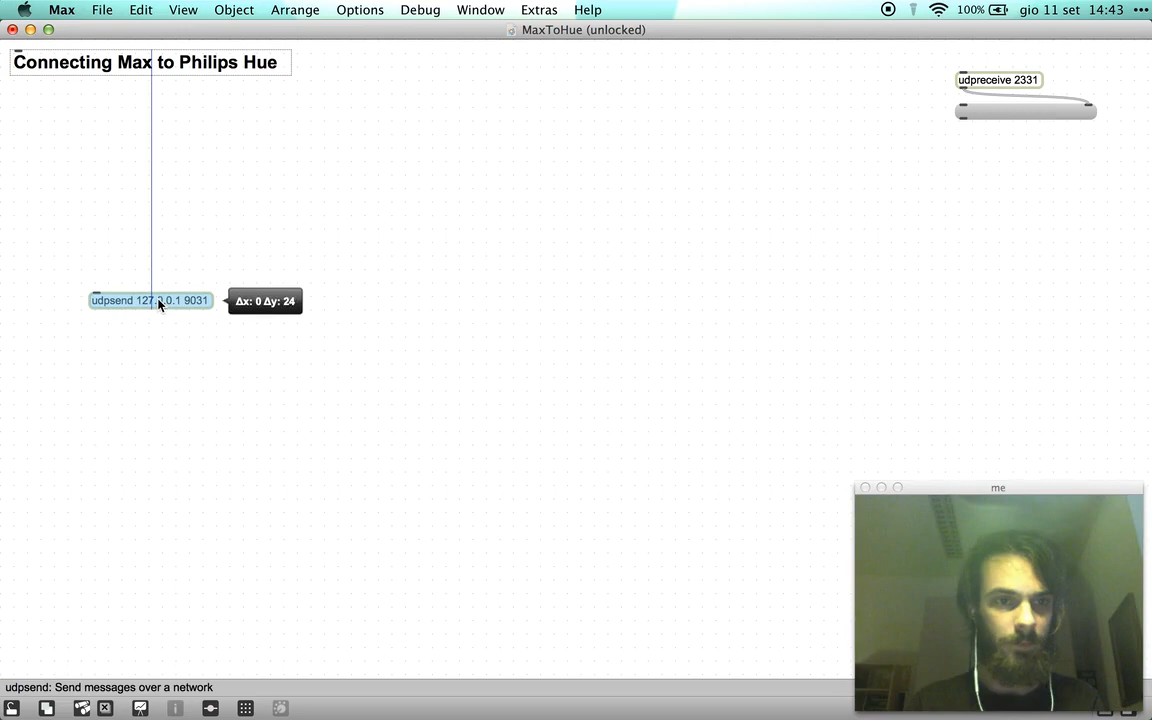 Max File Edit View Object Arrange Options Debug Window Extras Help 100% gio 11 set 14:43
MaxToHue (unlocked)
Connecting Max to Philips Hue
udpreceive 2331
udpsend 127.0.0.1 9031
Δx: 0 Δy: 24
me
udpsend: Send messages over a network